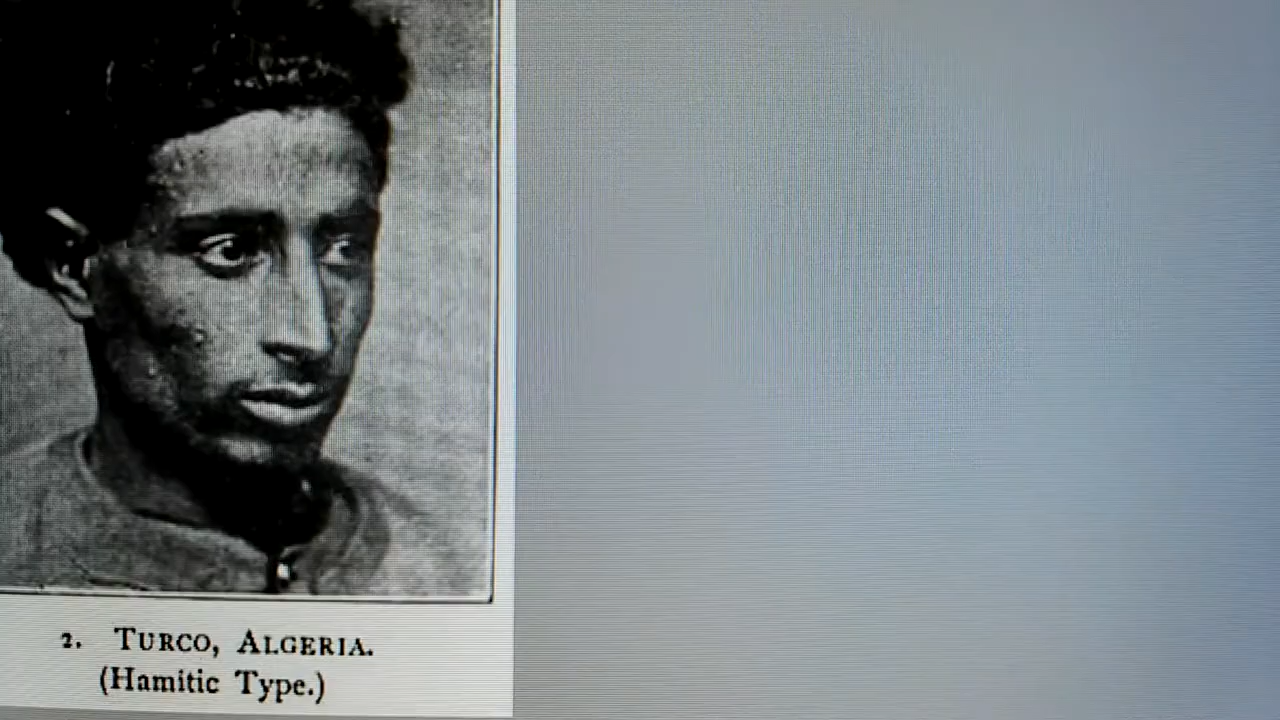 2. TURCO, ALGERIA.
(Hamitic Type.)